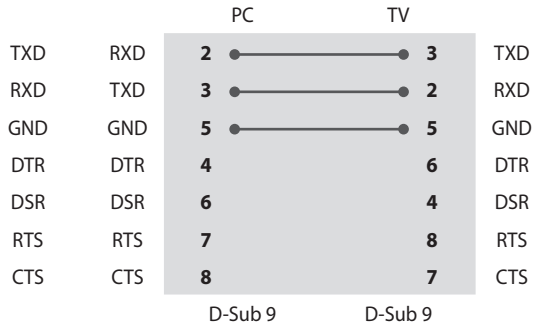 PC TV
TXD RXD 2 3 TXD
RXD TXD 3 2 RXD
GND GND 5 5 GND
DTR DTR 4 6 DTR
DSR DSR 6 4 DSR
RTS RTS 7 8 RTS
CTS CTS 8 7 CTS
D-Sub 9 D-Sub 9